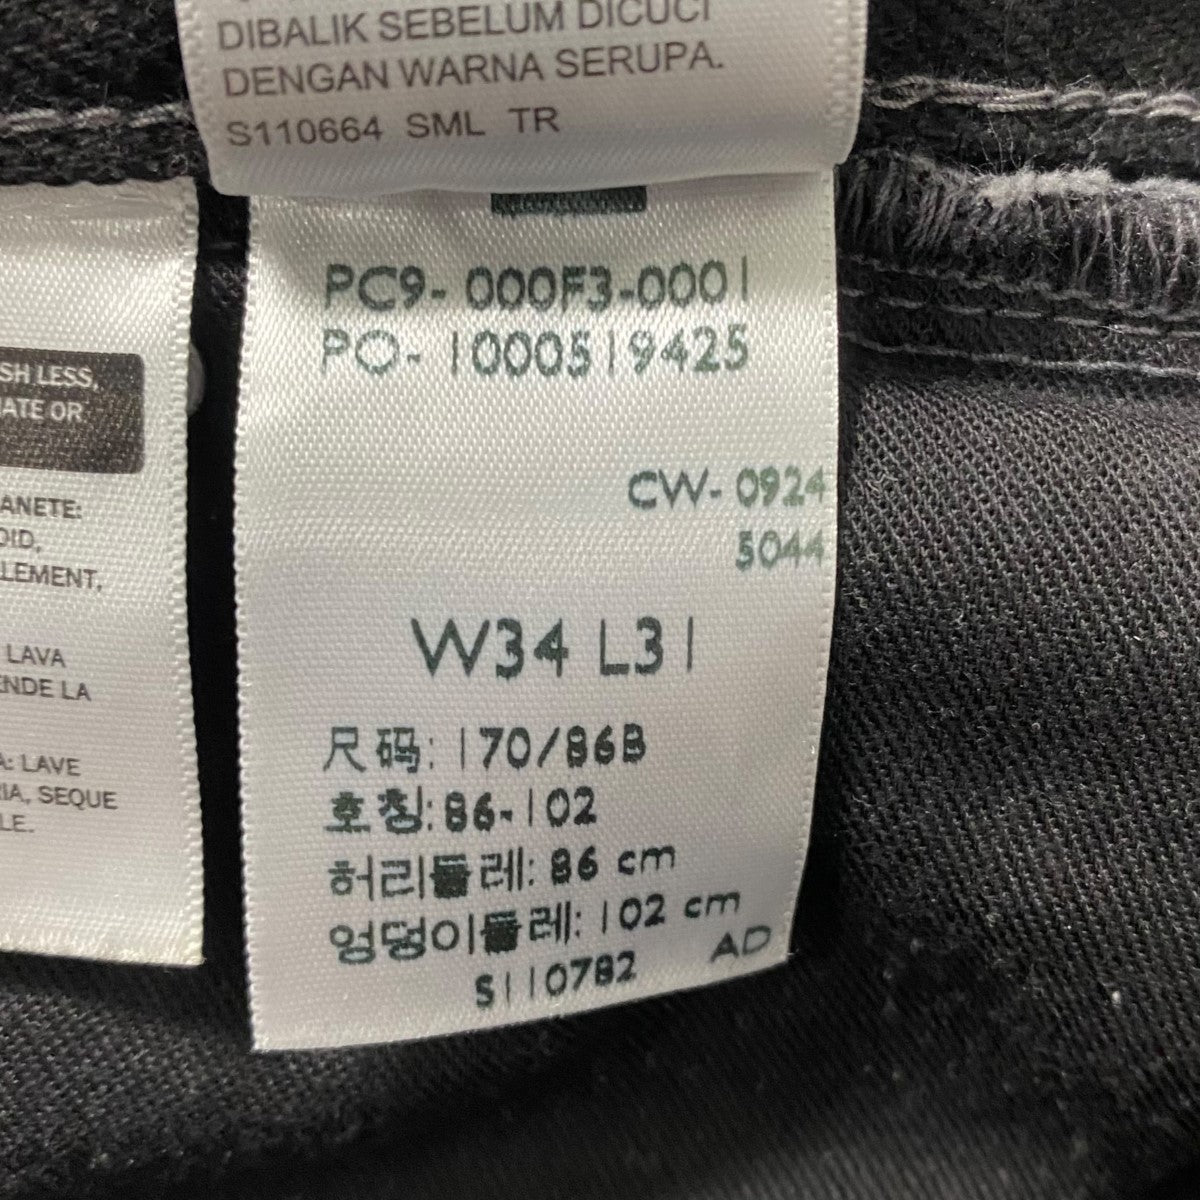 DIBALIK SEBELUM DICUCI
DENGAN WARNA SERUPA.
S110664 SML TR
SH LESS,
ATE OR
ANETE:
OID,
LEMENT,
LAVA
ENDE LA
A: LAVE
RIA, SEQUE
LE.
PC9- 000F3-0001
PO- 1000519425
CW- 0924
5044
W34 L31
尺码: 170/86B
호칭: 86-102
허리둘레: 86 cm
엉덩이둘레: 102 cm
S110782 AD